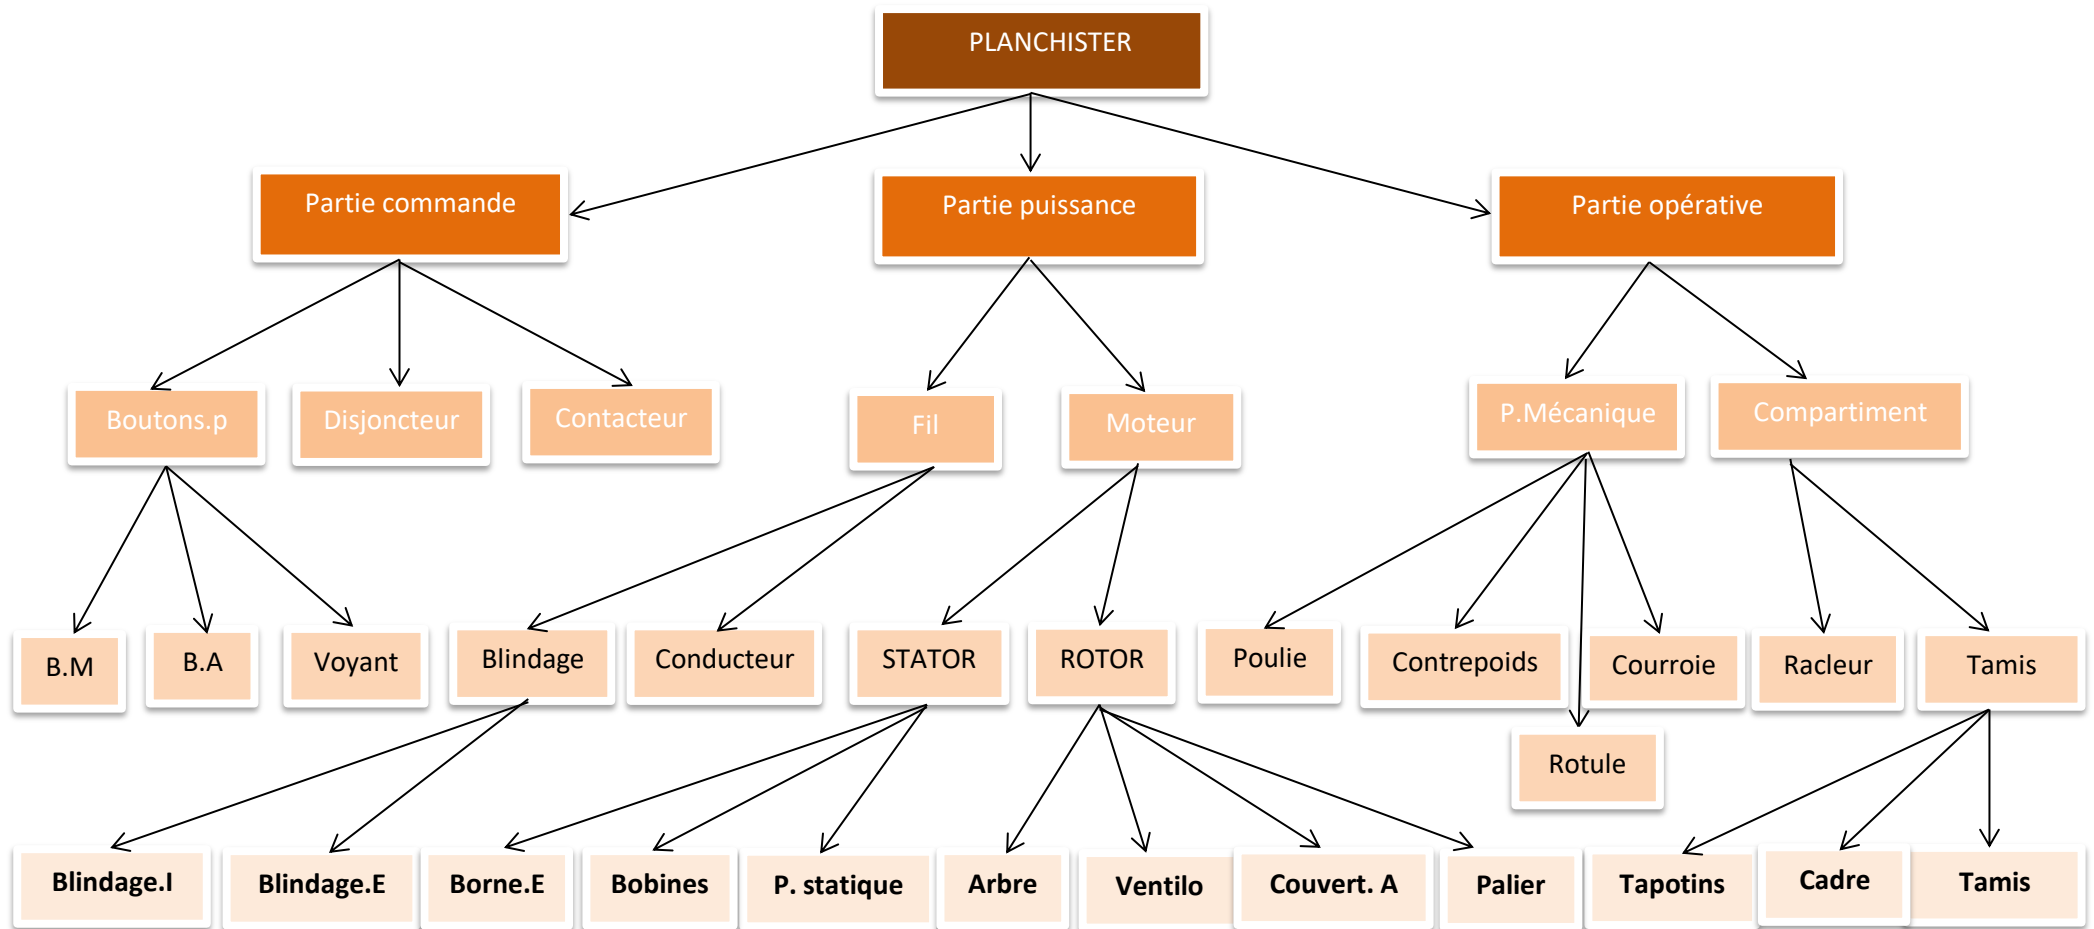 PLANCHISTER
Partie commande
Partie puissance
Partie opérative
Boutons.p
Disjoncteur
Contacteur
Fil
Moteur
P.Mécanique
Compartiment
B.M
B.A
Voyant
Blindage
Conducteur
STATOR
ROTOR
Poulie
Contrepoids
Courroie
Racleur
Tamis
Rotule
Blindage.I
Blindage.E
Borne.E
Bobines
P. statique
Arbre
Ventilo
Couvert. A
Palier
Tapotins
Cadre
Tamis